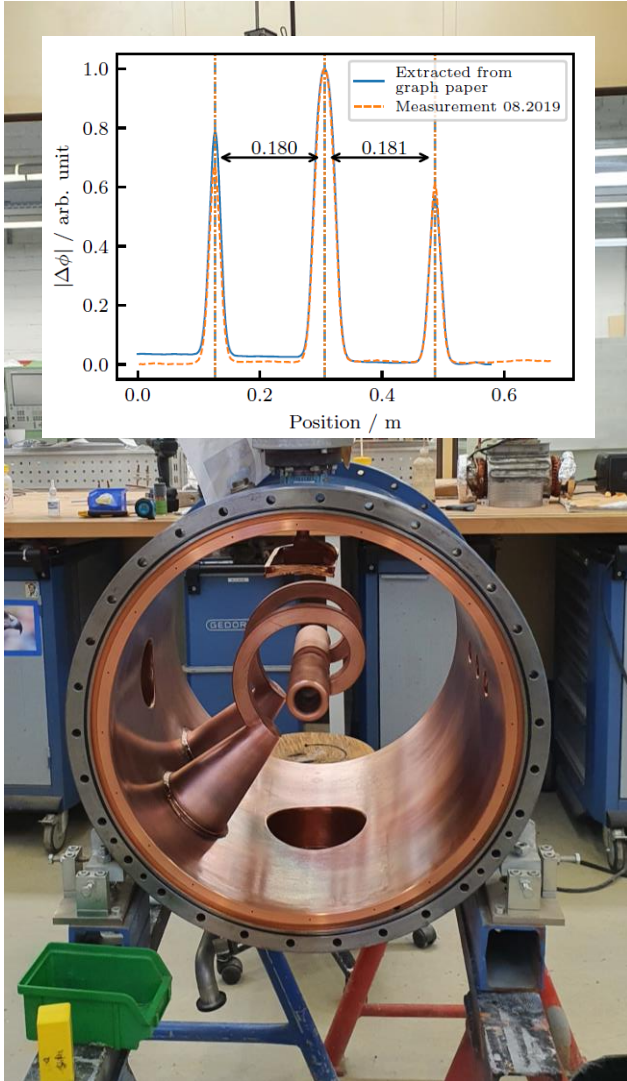 1.0
0.8
0.6
0.4
0.2
0.0
|Δϕ| / arb. unit
Extracted from
graph paper
Measurement 08.2019
0.180
0.181
0.0
0.2
0.4
0.6
Position / m
GEDOR